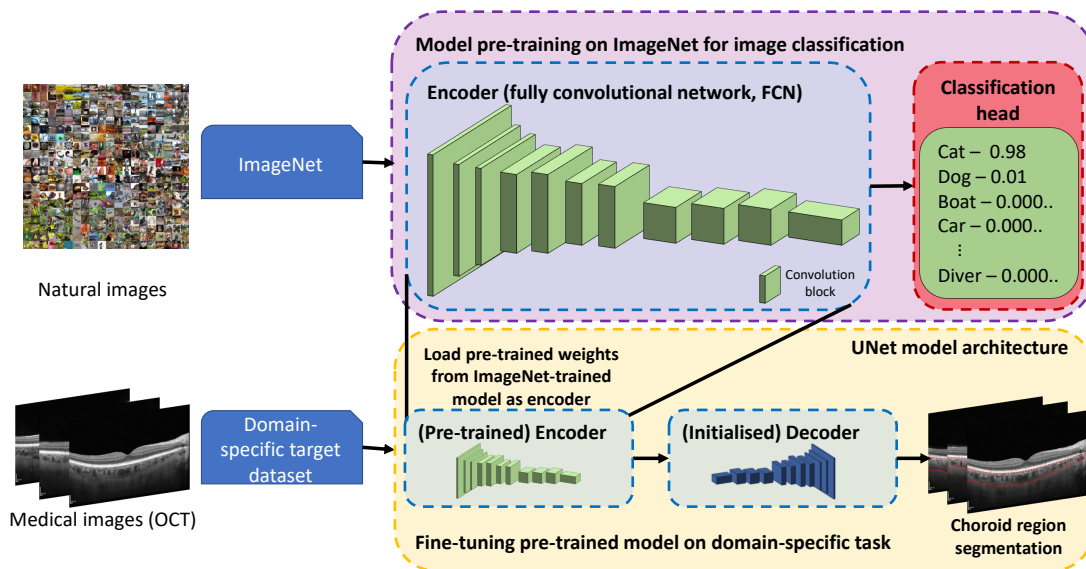 Model pre-training on ImageNet for image classification
Encoder (fully convolutional network, FCN)
Classification
head
ImageNet
Cat – 0.98
Dog – 0.01
Boat – 0.000..
Car – 0.000..
⋮
Diver – 0.000..
Convolution
block
Natural images
UNet model architecture
Load pre-trained weights
from ImageNet-trained
model as encoder
Domain-
specific target
dataset
(Pre-trained) Encoder
(Initialised) Decoder
Medical images (OCT)
Choroid region
segmentation
Fine-tuning pre-trained model on domain-specific task